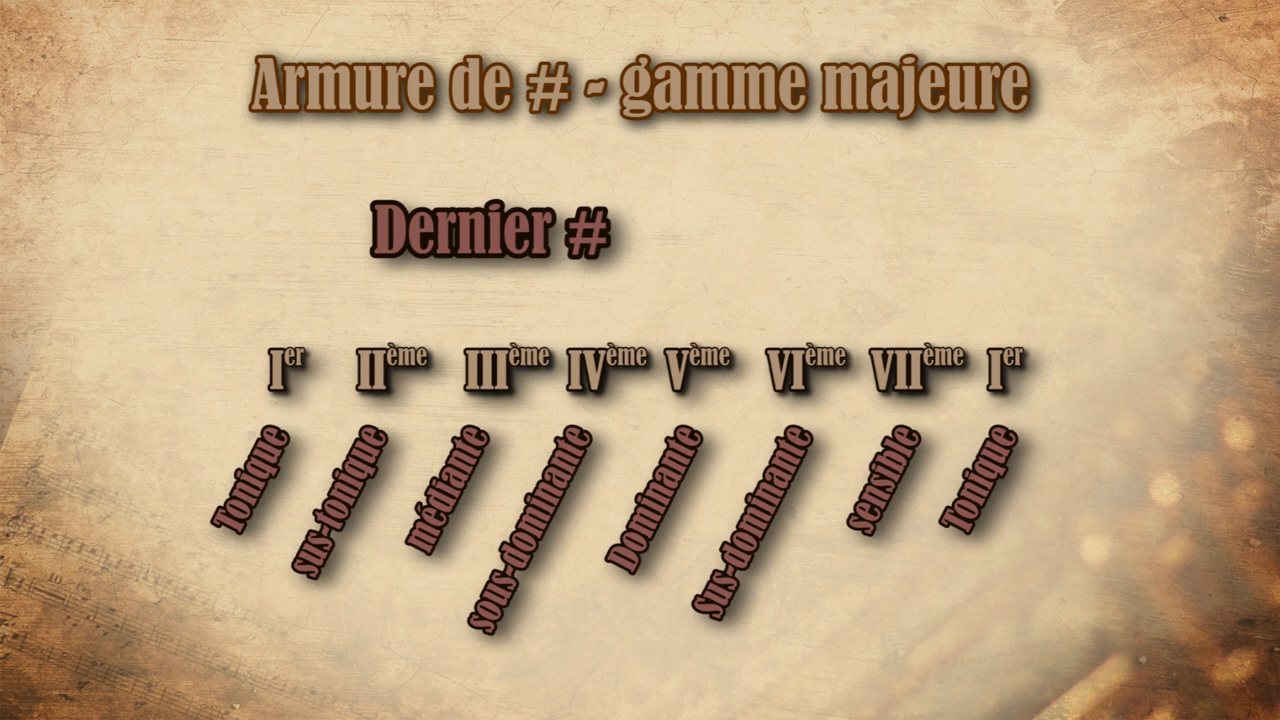 Armure de # - gamme majeure
Dernier #
Ier IIème IIIème IVème Vème VIème VIIème Ier
Tonique sus-tonique médiante sous-dominante Dominante Sus-dominante sensible Tonique